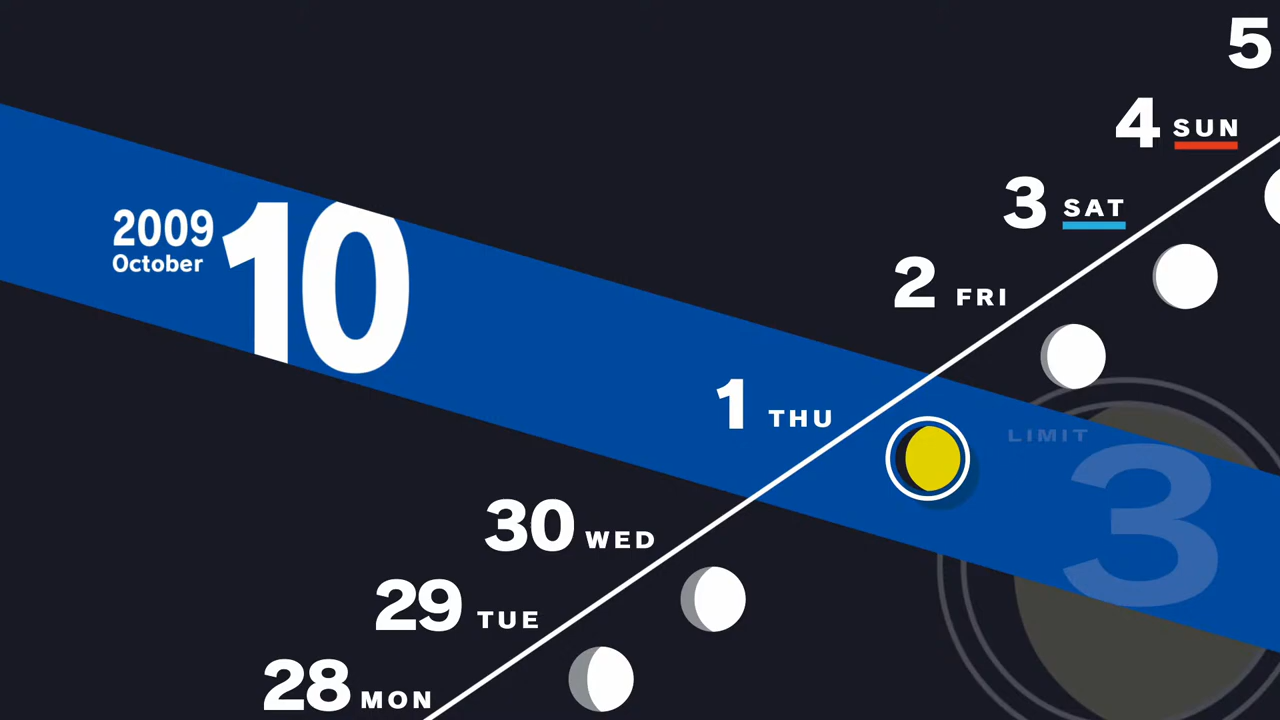 5
4 SUN
3 SAT
2 FRI
2009
October
10
1 THU
LIMIT
3
30 WED
29 TUE
28 MON